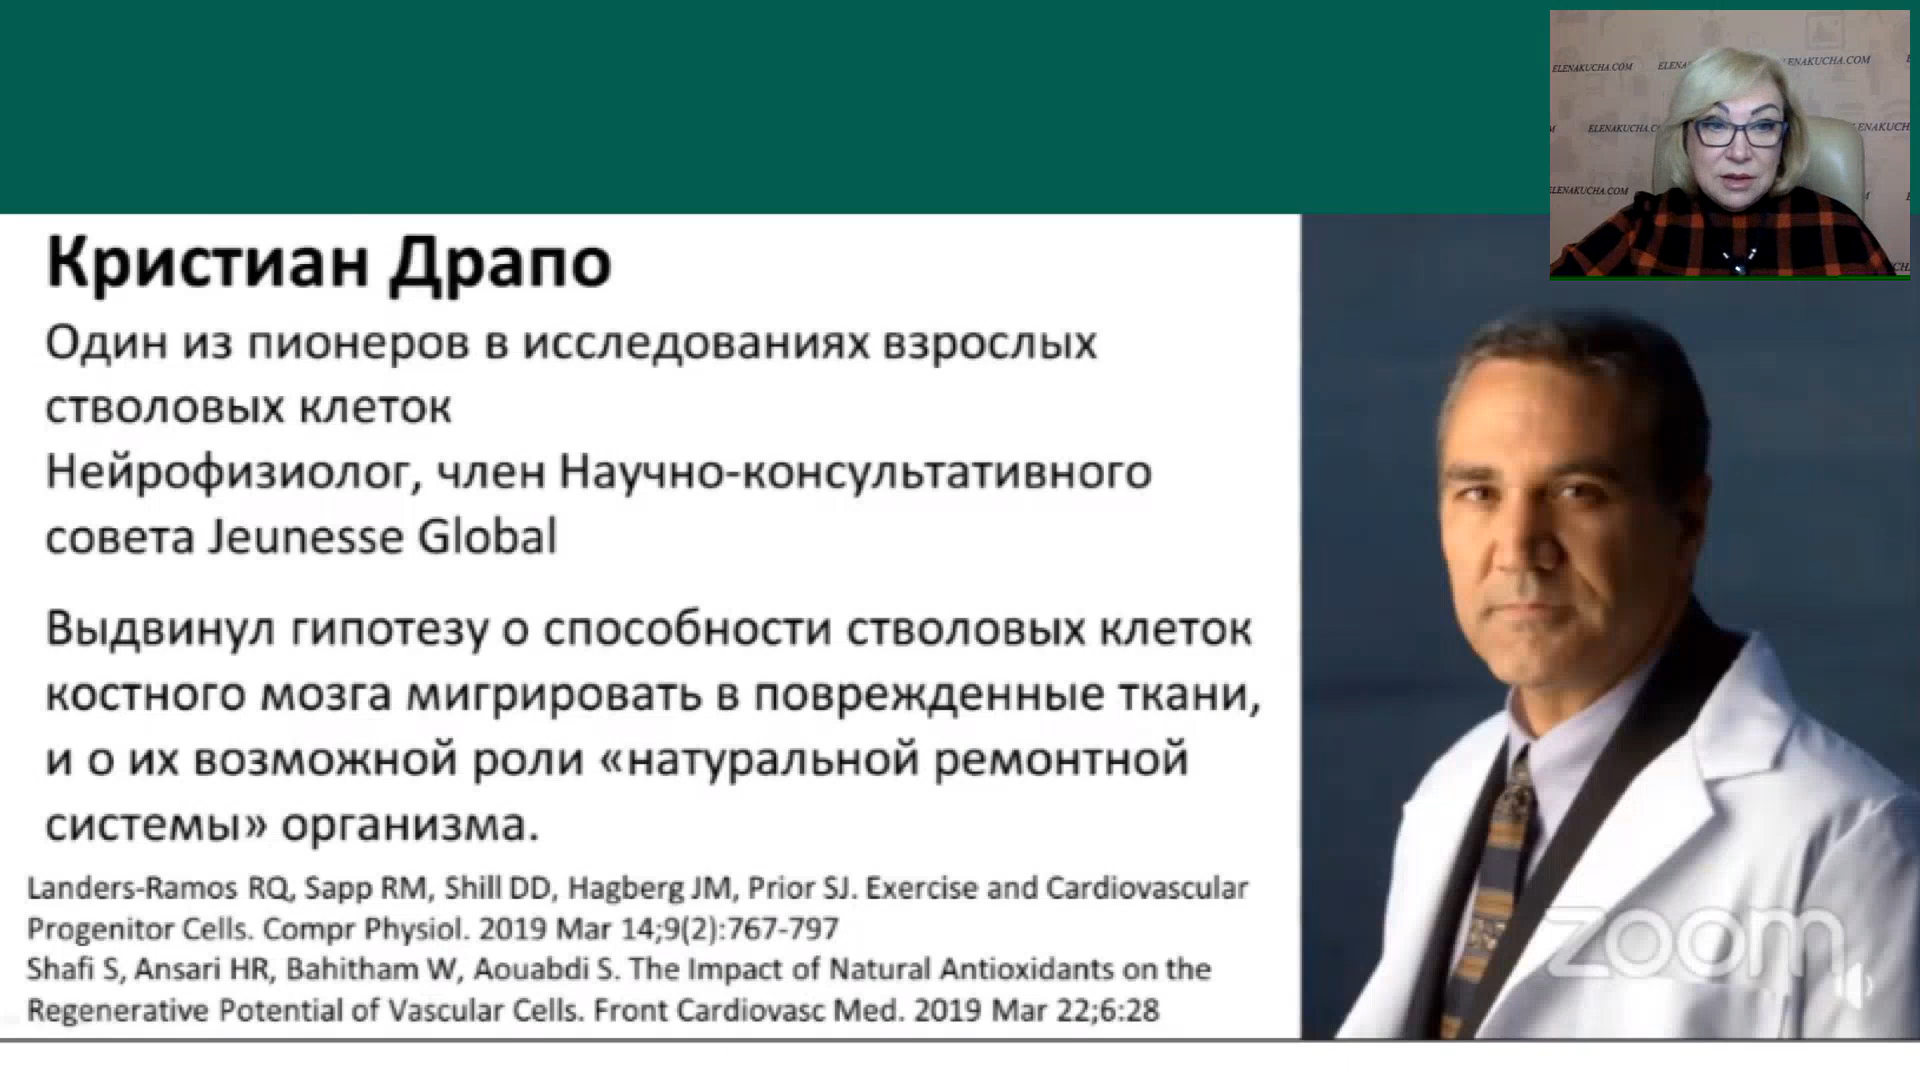 ELENAKUCHA.COM
ELENAKUCHA.COM
Кристиан Драпо
Один из пионеров в исследованиях взрослых
стволовых клеток
Нейрофизиолог, член Научно-консультативного
совета Jeunesse Global
Выдвинул гипотезу о способности стволовых клеток
костного мозга мигрировать в поврежденные ткани,
и о их возможной роли «натуральной ремонтной
системы» организма.
Landers-Ramos RQ, Sapp RM, Shill DD, Hagberg JM, Prior SJ. Exercise and Cardiovascular
Progenitor Cells. Compr Physiol. 2019 Mar 14;9(2):767-797
Shafi S, Ansari HR, Bahitham W, Aouabdi S. The Impact of Natural Antioxidants on the
Regenerative Potential of Vascular Cells. Front Cardiovasc Med. 2019 Mar 22;6:28
zoom